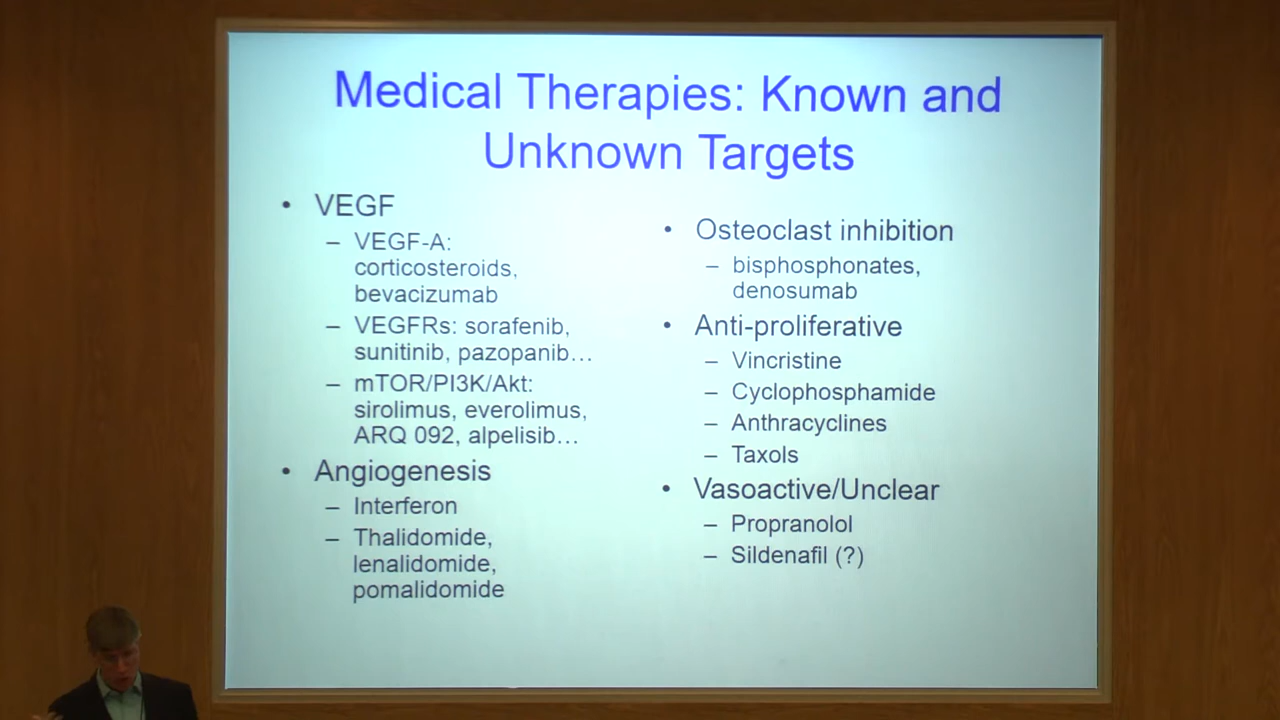 Medical Therapies: Known and
Unknown Targets
• VEGF
– VEGF-A:
corticosteroids,
bevacizumab
– VEGFRs: sorafenib,
sunitinib, pazopanib…
– mTOR/PI3K/Akt:
sirolimus, everolimus,
ARQ 092, alpelisib…
• Angiogenesis
– Interferon
– Thalidomide,
lenalidomide,
pomalidomide
• Osteoclast inhibition
– bisphosphonates,
denosumab
• Anti-proliferative
– Vincristine
– Cyclophosphamide
– Anthracyclines
– Taxols
• Vasoactive/Unclear
– Propranolol
– Sildenafil (?)